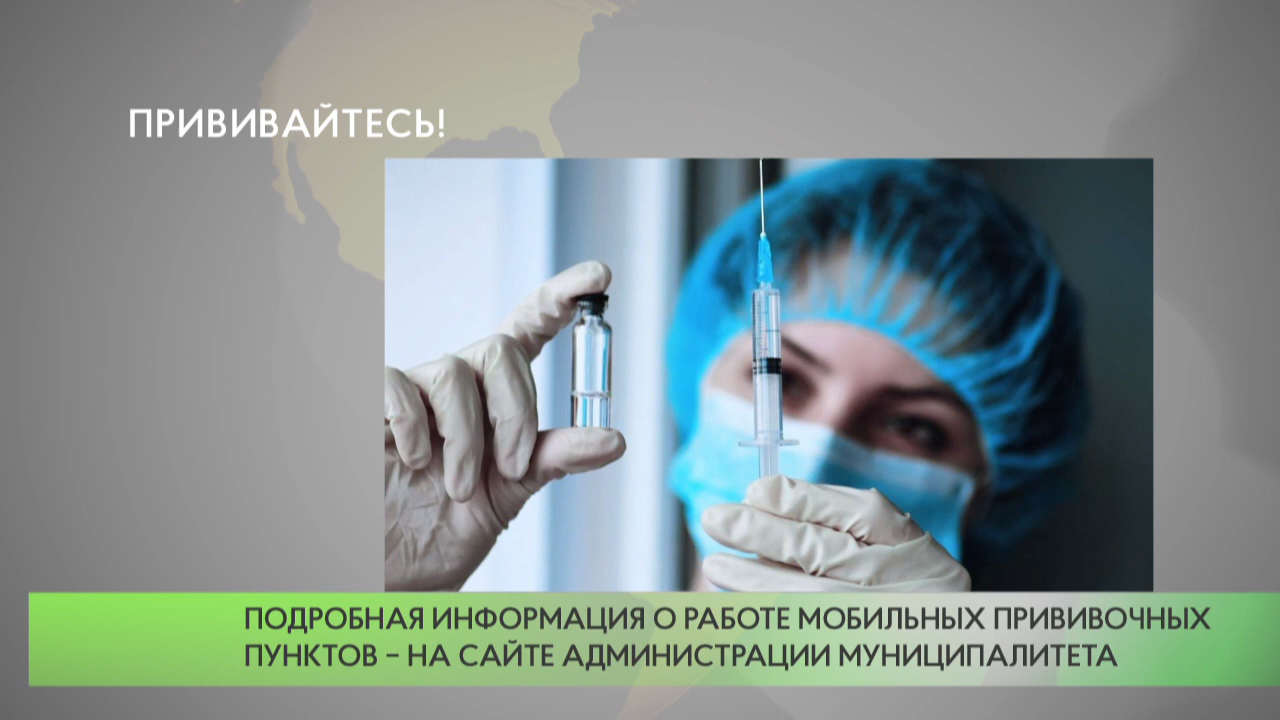 ПРИВИВАЙТЕСЬ!
ПОДРОБНАЯ ИНФОРМАЦИЯ О РАБОТЕ МОБИЛЬНЫХ ПРИВИВОЧНЫХ
ПУНКТОВ – НА САЙТЕ АДМИНИСТРАЦИИ МУНИЦИПАЛИТЕТА